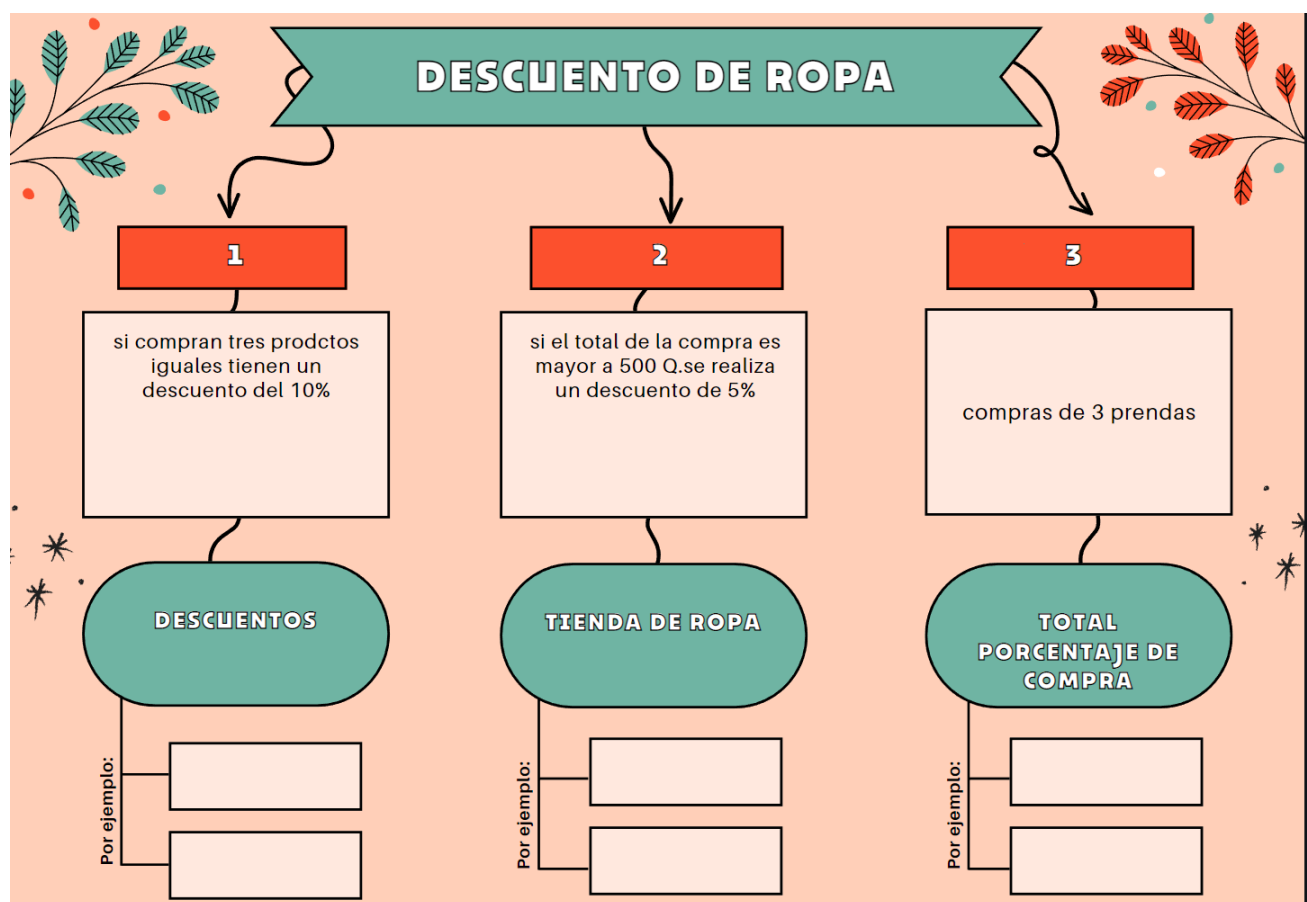 DESCUENTO DE ROPA
1
si compran tres prodctos
iguales tienen un
descuento del 10%
2
si el total de la compra es
mayor a 500 Q.se realiza
un descuento de 5%
3
compras de 3 prendas
DESCUENTOS
Por ejemplo:
TIENDA DE ROPA
Por ejemplo:
TOTAL
PORCENTAJE DE
COMPRA
Por ejemplo: